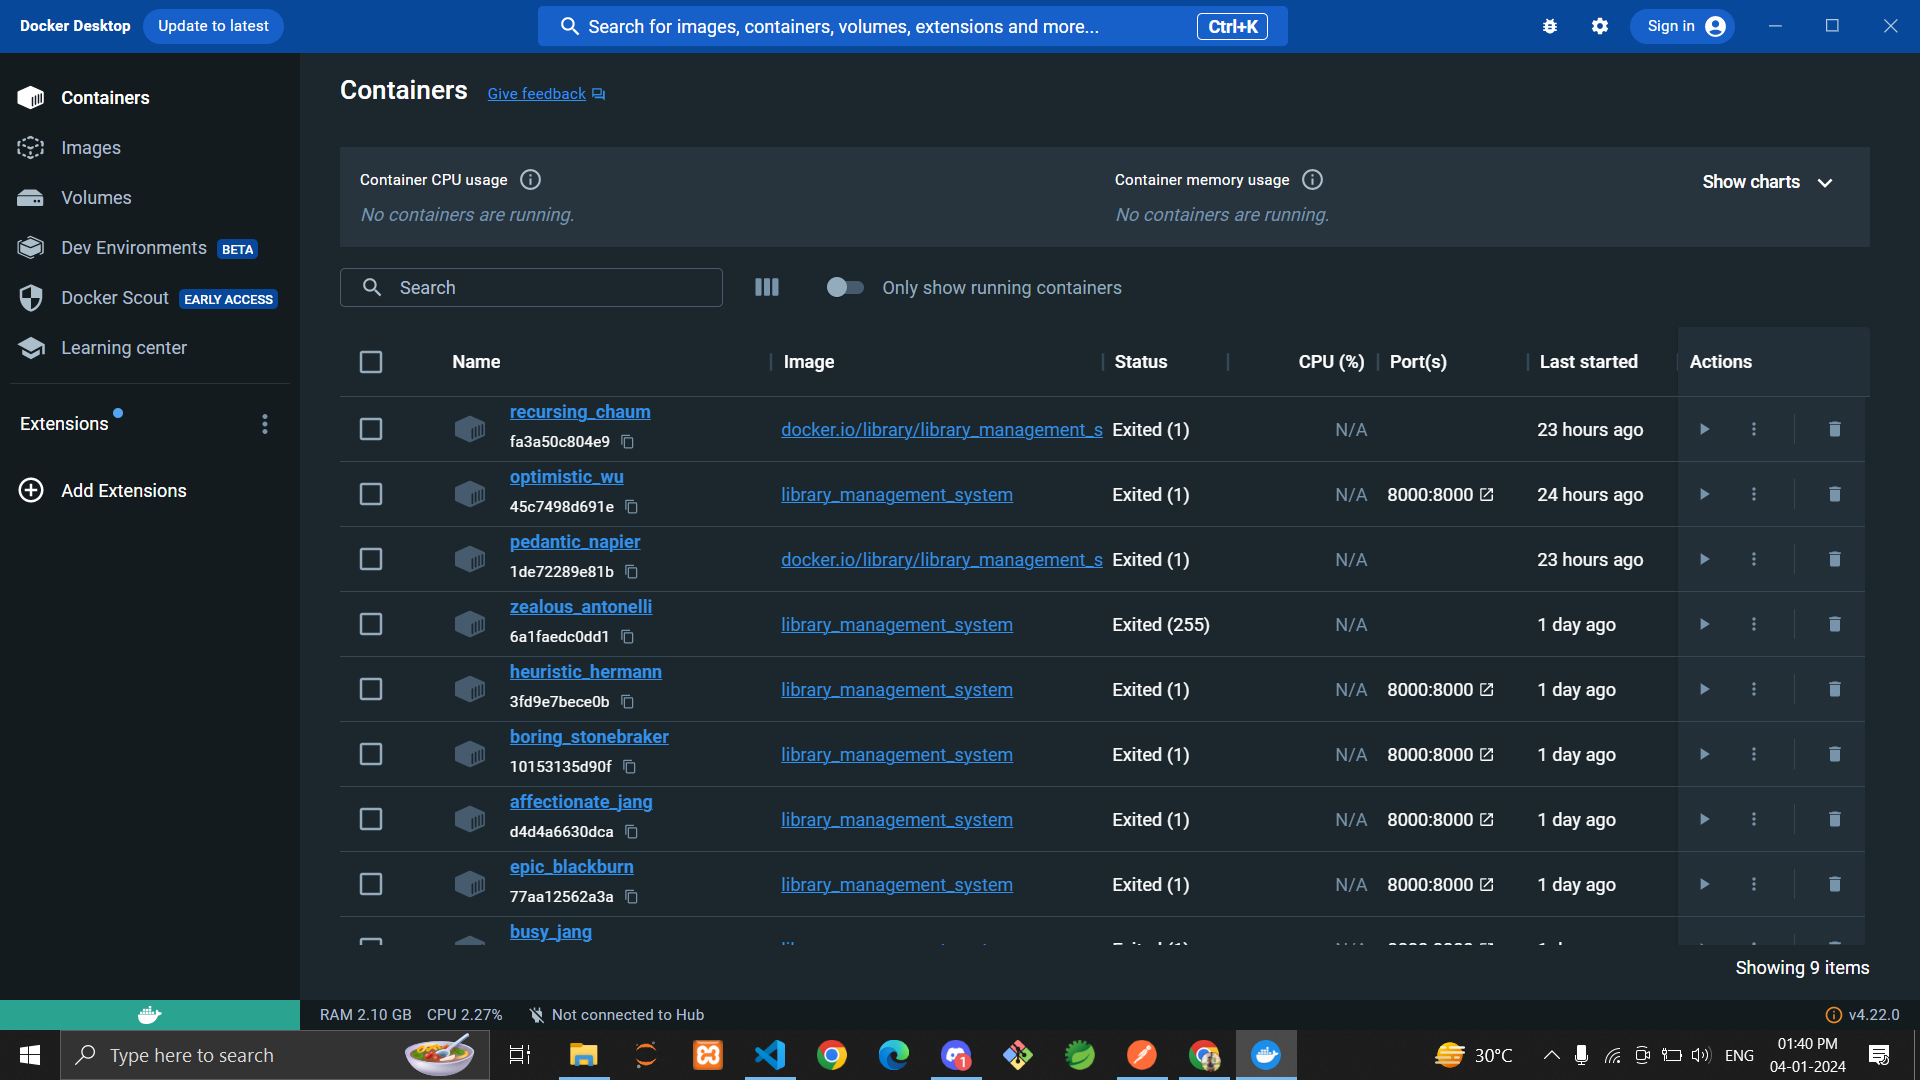 Docker Desktop Update to latest Search for images, containers, volumes, extensions and more... Ctrl+K Sign in
Containers
Images
Volumes
Dev Environments BETA
Docker Scout EARLY ACCESS
Learning center
Extensions
Add Extensions
Containers Give feedback
Container CPU usage Container memory usage Show charts
No containers are running. No containers are running.
Search Only show running containers
Name Image Status CPU (%) Port(s) Last started Actions
recursing_chaum
fa3a50c804e9 docker.io/library/library_management_s Exited (1) N/A 23 hours ago
optimistic_wu
45c7498d691e library_management_system Exited (1) N/A 8000:8000 24 hours ago
pedantic_napier
1de72289e81b docker.io/library/library_management_s Exited (1) N/A 23 hours ago
zealous_antonelli
6a1faedc0dd1 library_management_system Exited (255) N/A 1 day ago
heuristic_hermann
3fd9e7bece0b library_management_system Exited (1) N/A 8000:8000 1 day ago
boring_stonebraker
10153135d90f library_management_system Exited (1) N/A 8000:8000 1 day ago
affectionate_jang
d4d4a6630dca library_management_system Exited (1) N/A 8000:8000 1 day ago
epic_blackburn
77aa12562a3a library_management_system Exited (1) N/A 8000:8000 1 day ago
busy_jang
Showing 9 items
RAM 2.10 GB CPU 2.27% Not connected to Hub v4.22.0
Type here to search 1 30°C ENG 01:40 PM
04-01-2024